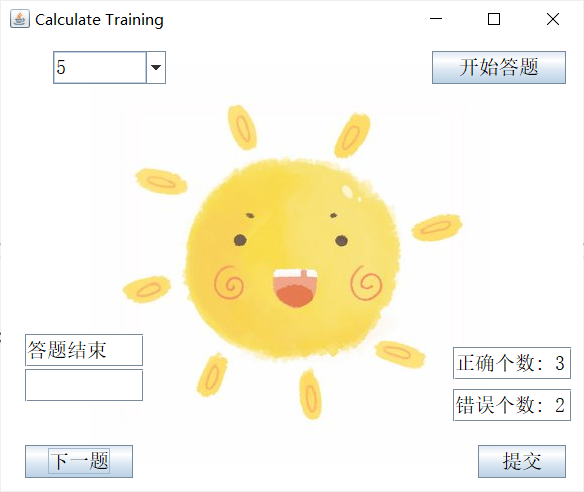 Calculate Training
5
开始答题
答题结束
正确个数: 3
错误个数: 2
下一题
提交